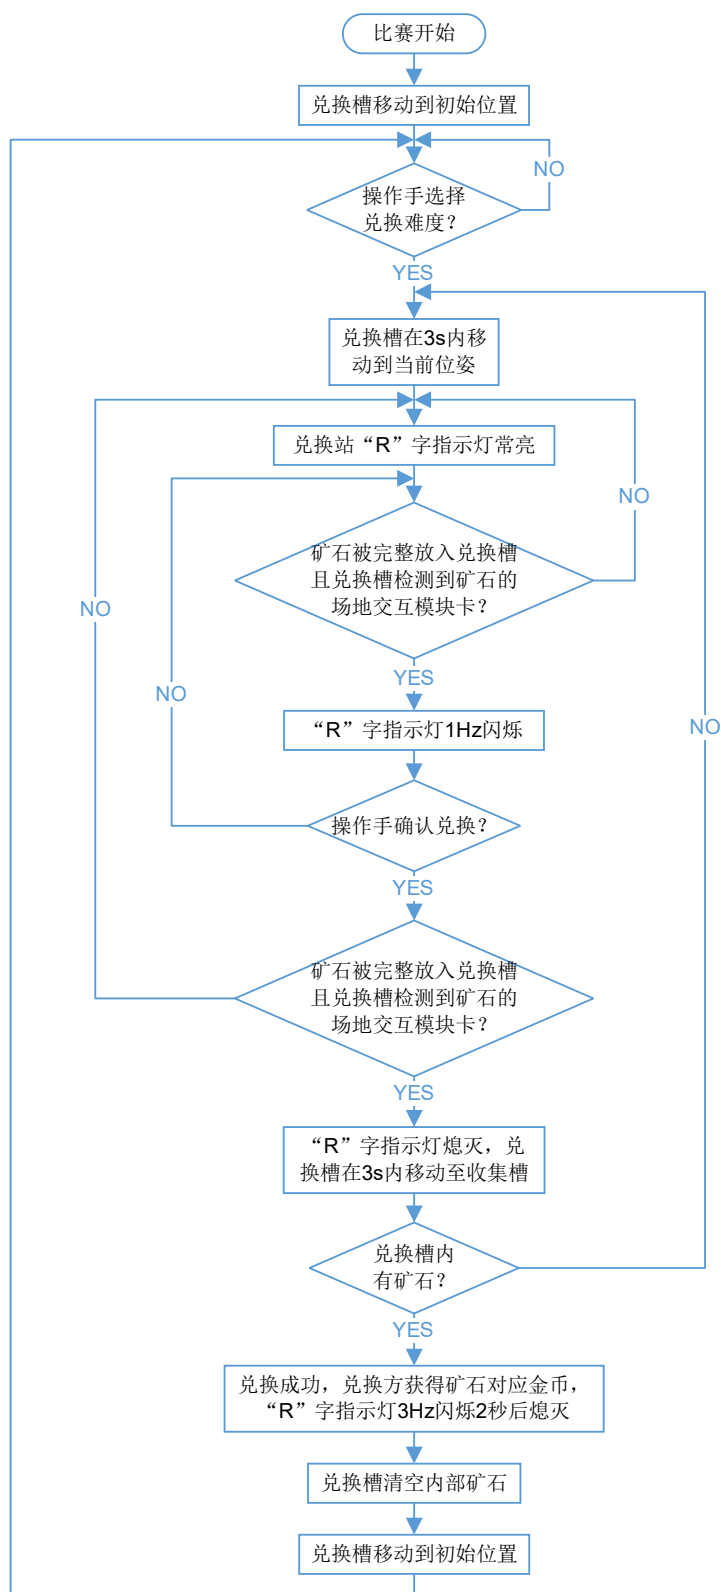 比赛开始
兑换槽移动到初始位置
NO
操作手选择
兑换难度？
YES
兑换槽在3s内移
动到当前位姿
兑换站“R”字指示灯常亮
NO
矿石被完整放入兑换槽
且兑换槽检测到矿石的
场地交互模块卡？
NO
YES
NO
“R”字指示灯1Hz闪烁
NO
操作手确认兑换？
YES
矿石被完整放入兑换槽
且兑换槽检测到矿石的
场地交互模块卡？
YES
“R”字指示灯熄灭，兑
换槽在3s内移动至收集槽
兑换槽内
有矿石？
YES
兑换成功，兑换方获得矿石对应金币，
“R”字指示灯3Hz闪烁2秒后熄灭
兑换槽清空内部矿石
兑换槽移动到初始位置